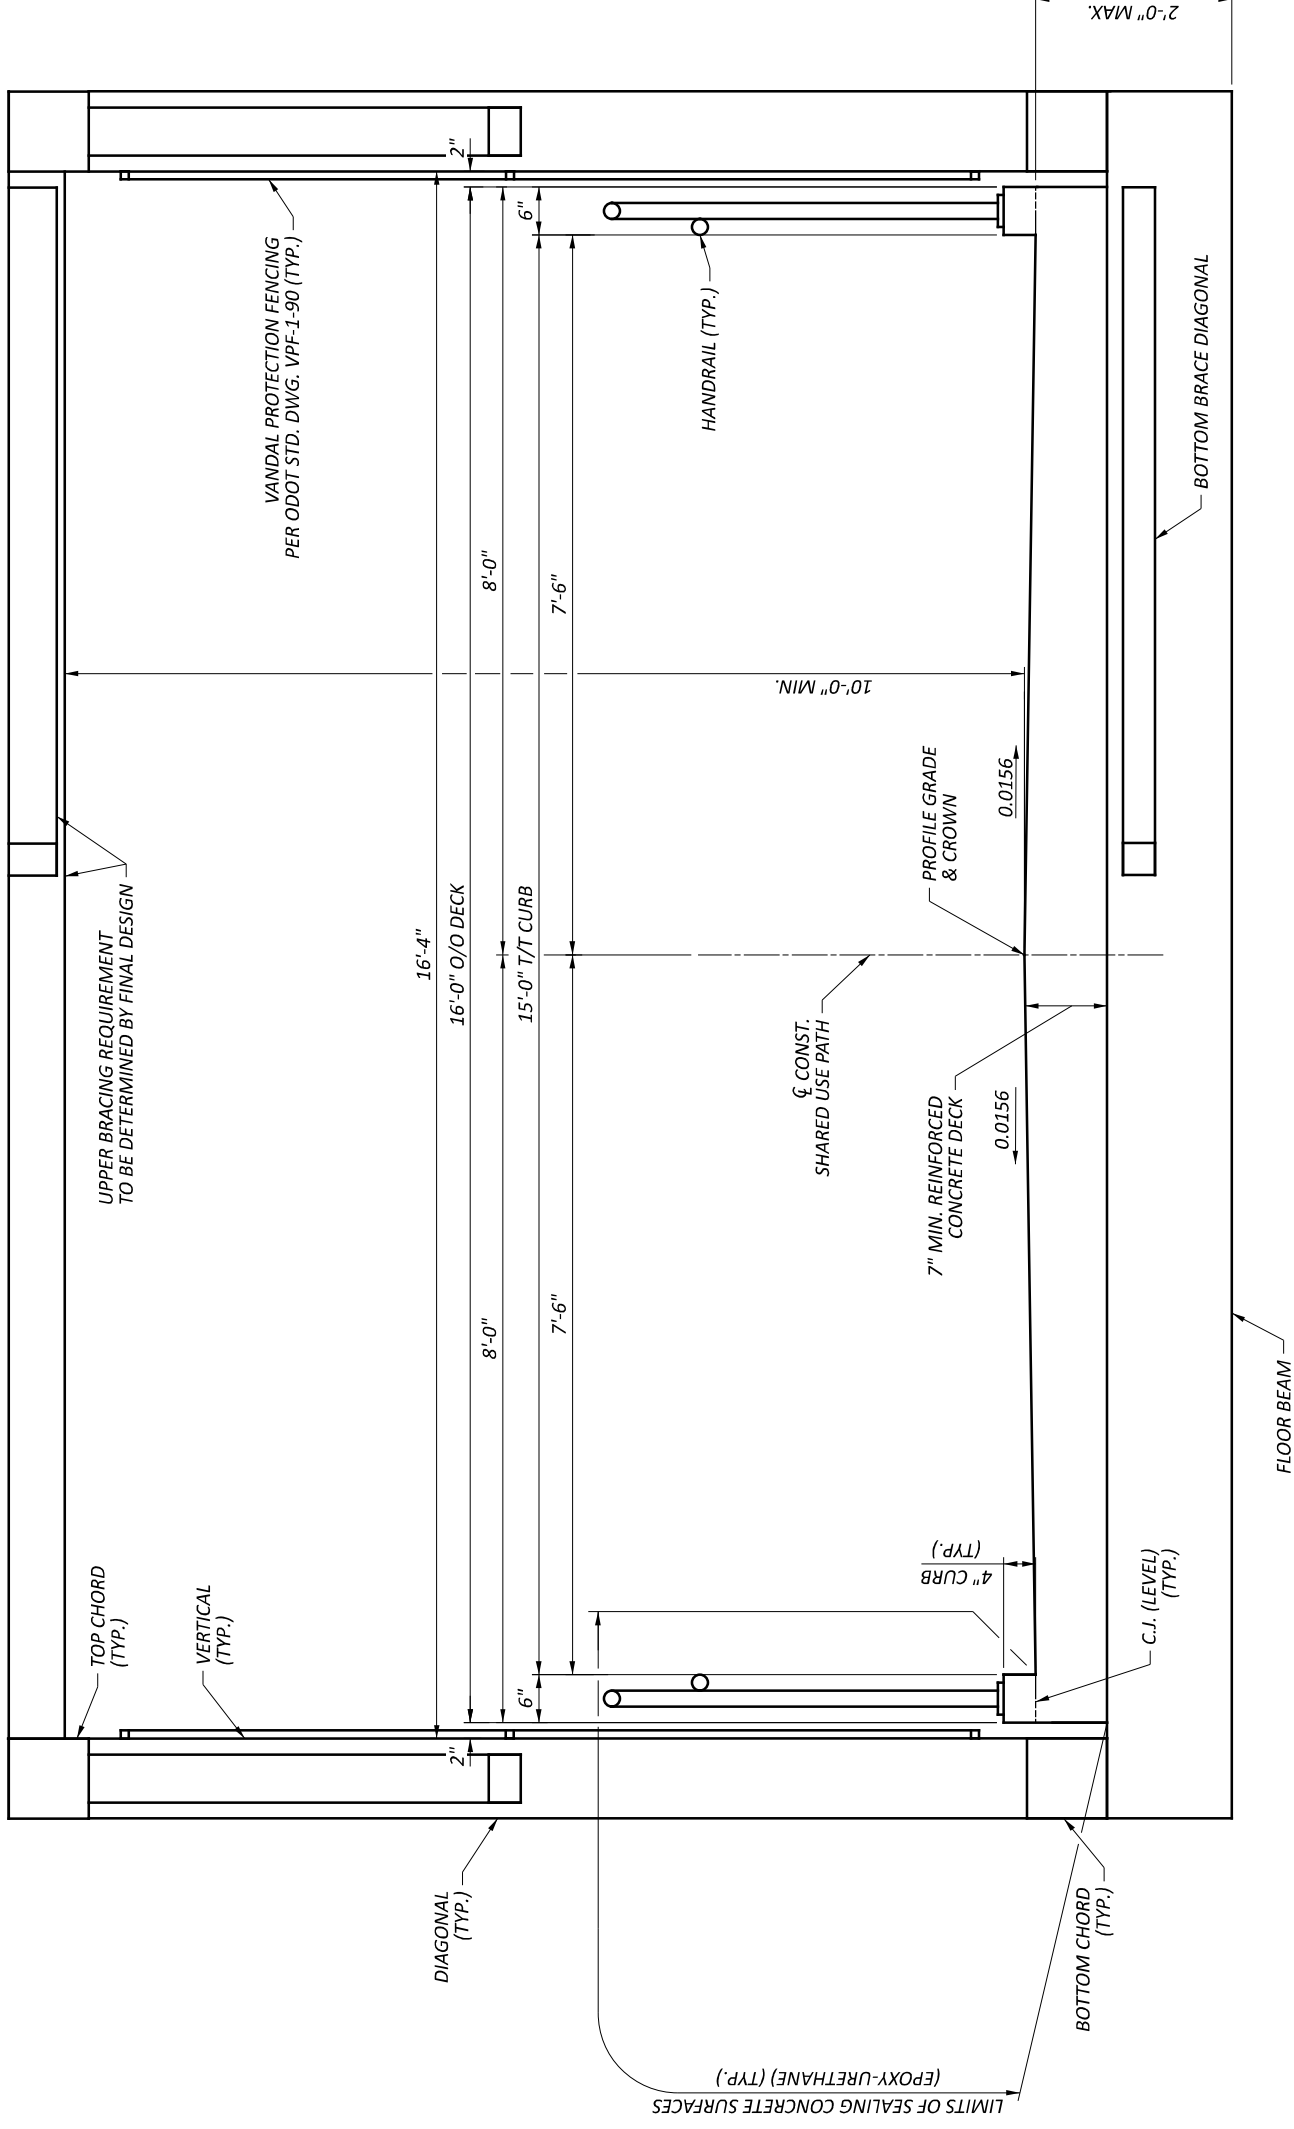 UPPER BRACING REQUIREMENT
TO BE DETERMINED BY FINAL DESIGN
TOP CHORD
(TYP.)
VERTICAL
(TYP.)
VANDAL PROTECTION FENCING
PER ODOT STD. DWG. VPF-1-90 (TYP.)
DIAGONAL
(TYP.)
2"
16'-4"
2"
16'-0" O/O DECK
8'-0"
8'-0"
6"
15'-0" T/T CURB
6"
7'-6"
7'-6"
10'-0" MIN.
HANDRAIL (TYP.)
℄ CONST.
SHARED USE PATH
PROFILE GRADE
& CROWN
7" MIN. REINFORCED
CONCRETE DECK
0.0156
0.0156
4" CURB
(TYP.)
LIMITS OF SEALING CONCRETE SURFACES
(EPOXY-URETHANE) (TYP.)
BOTTOM CHORD
(TYP.)
C.J. (LEVEL)
(TYP.)
BOTTOM BRACE DIAGONAL
2'-0" MAX.
FLOOR BEAM